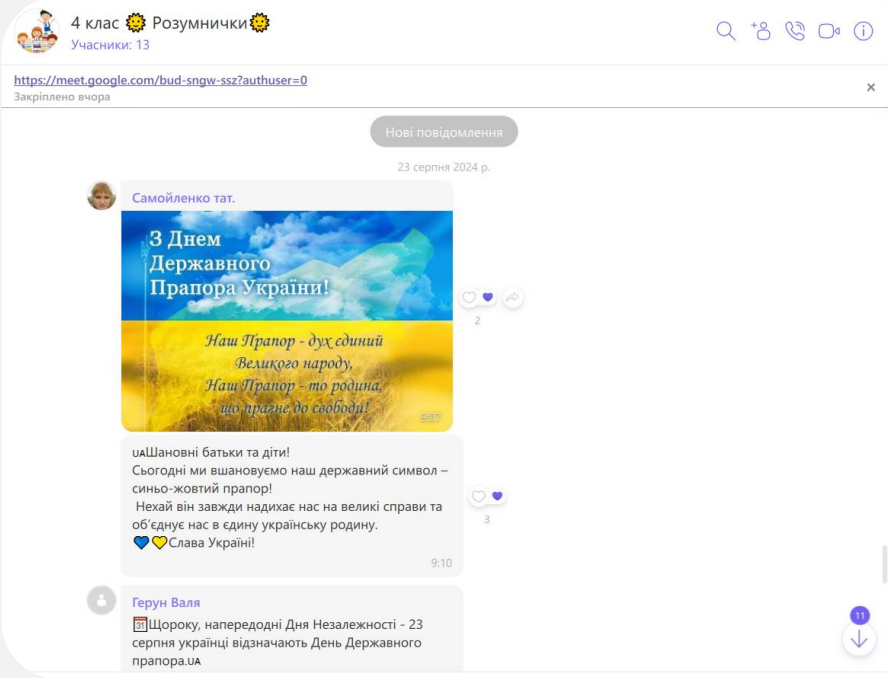 4 клас 🌞 Розумнички🌞
Учасники: 13
https://meet.google.com/bud-sngw-ssz?authuser=0
Закріплено вчора
Нові повідомлення
23 серпня 2024 р.
Самойленко тат.
З Днем
Державного
Прапора України!
Наш Прапор - дух єдиний
Великого народу,
Наш Прапор - то родина,
що прагне до свободи!
9:07
2
UAШановні батьки та діти!
Сьогодні ми вшановуємо наш державний символ –
синьо-жовтий прапор!
Нехай він завжди надихає нас на великі справи та
об’єднує нас в єдину українську родину.
💙💛Слава Україні!
9:10
3
Герун Валя
📅Щороку, напередодні Дня Незалежності - 23
серпня українці відзначають День Державного
прапора.UA
11